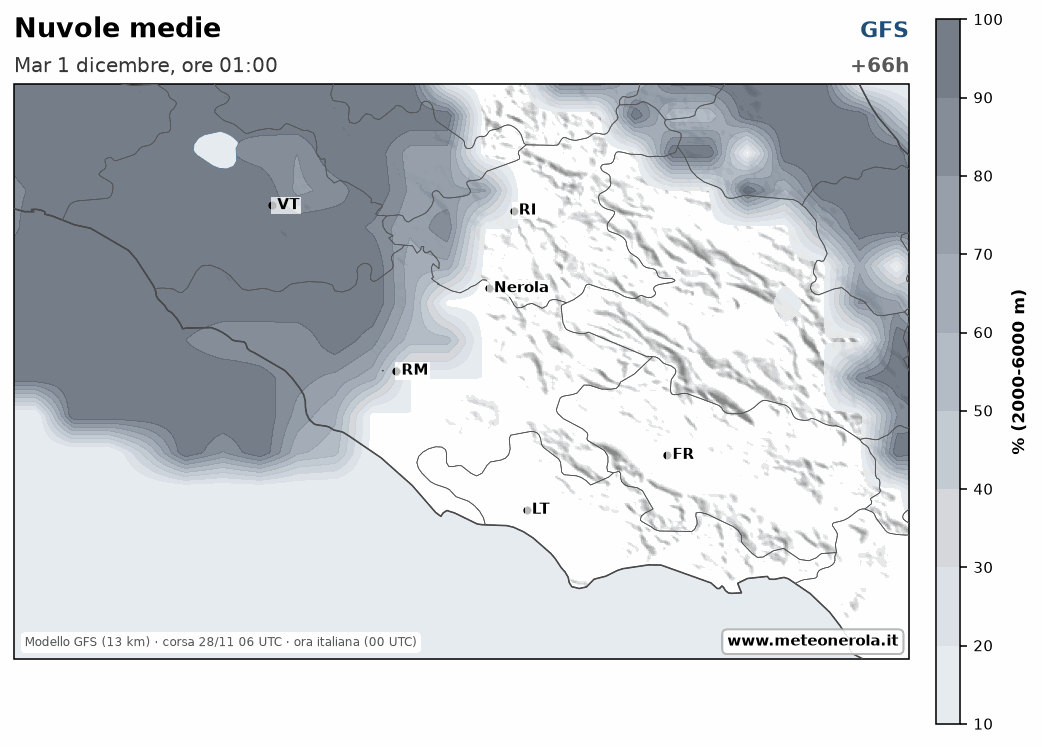 Nuvole medie
GFS
Mar 1 dicembre, ore 01:00
+66h
VT
RI
Nerola
RM
FR
LT
Modello GFS (13 km) · corsa 28/11 06 UTC · ora italiana (00 UTC)
www.meteonerola.it
100
90
80
70
60
50
40
30
20
10
% (2000-6000 m)